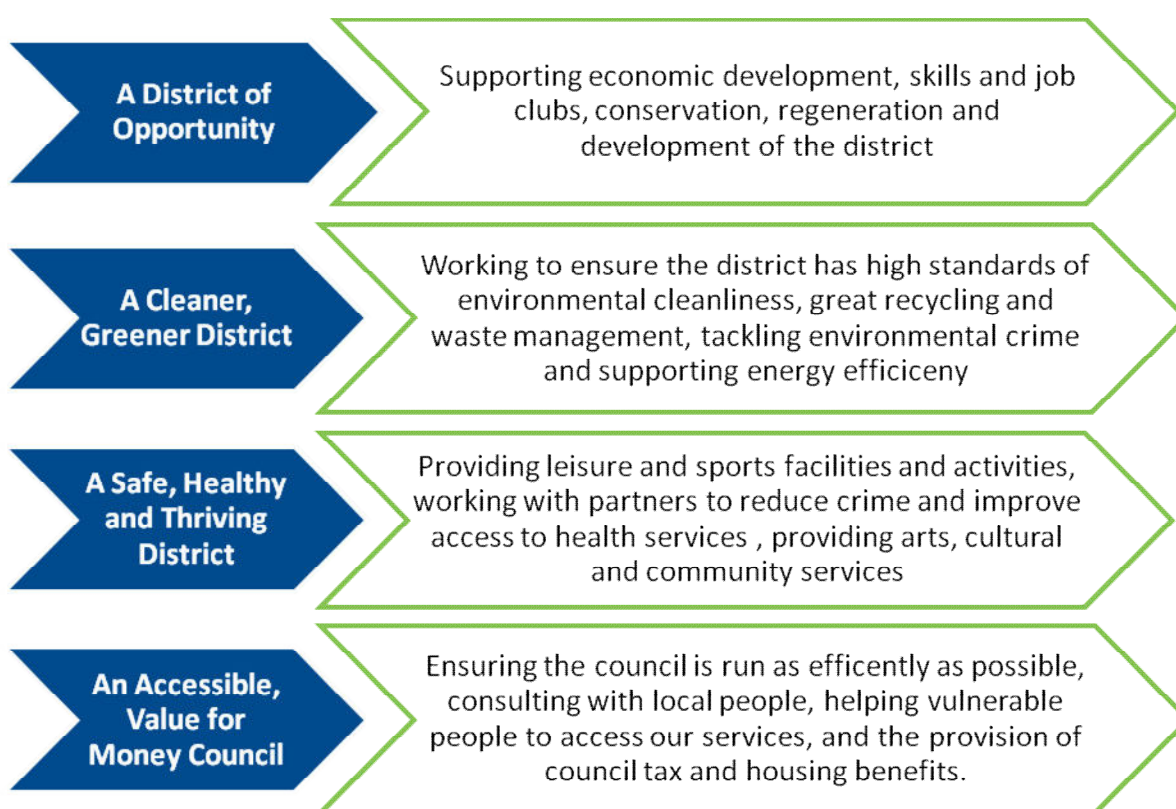 A District of
Opportunity
Supporting economic development, skills and job
clubs, conservation, regeneration and
development of the district
A Cleaner,
Greener District
Working to ensure the district has high standards of
environmental cleanliness, great recycling and
waste management, tackling environmental crime
and supporting energy efficiceny
A Safe, Healthy
and Thriving
District
Providing leisure and sports facilities and activities,
working with partners to reduce crime and improve
access to health services , providing arts, cultural
and community services
An Accessible,
Value for
Money Council
Ensuring the council is run as efficently as possible,
consulting with local people, helping vulnerable
people to access our services, and the provision of
council tax and housing benefits.